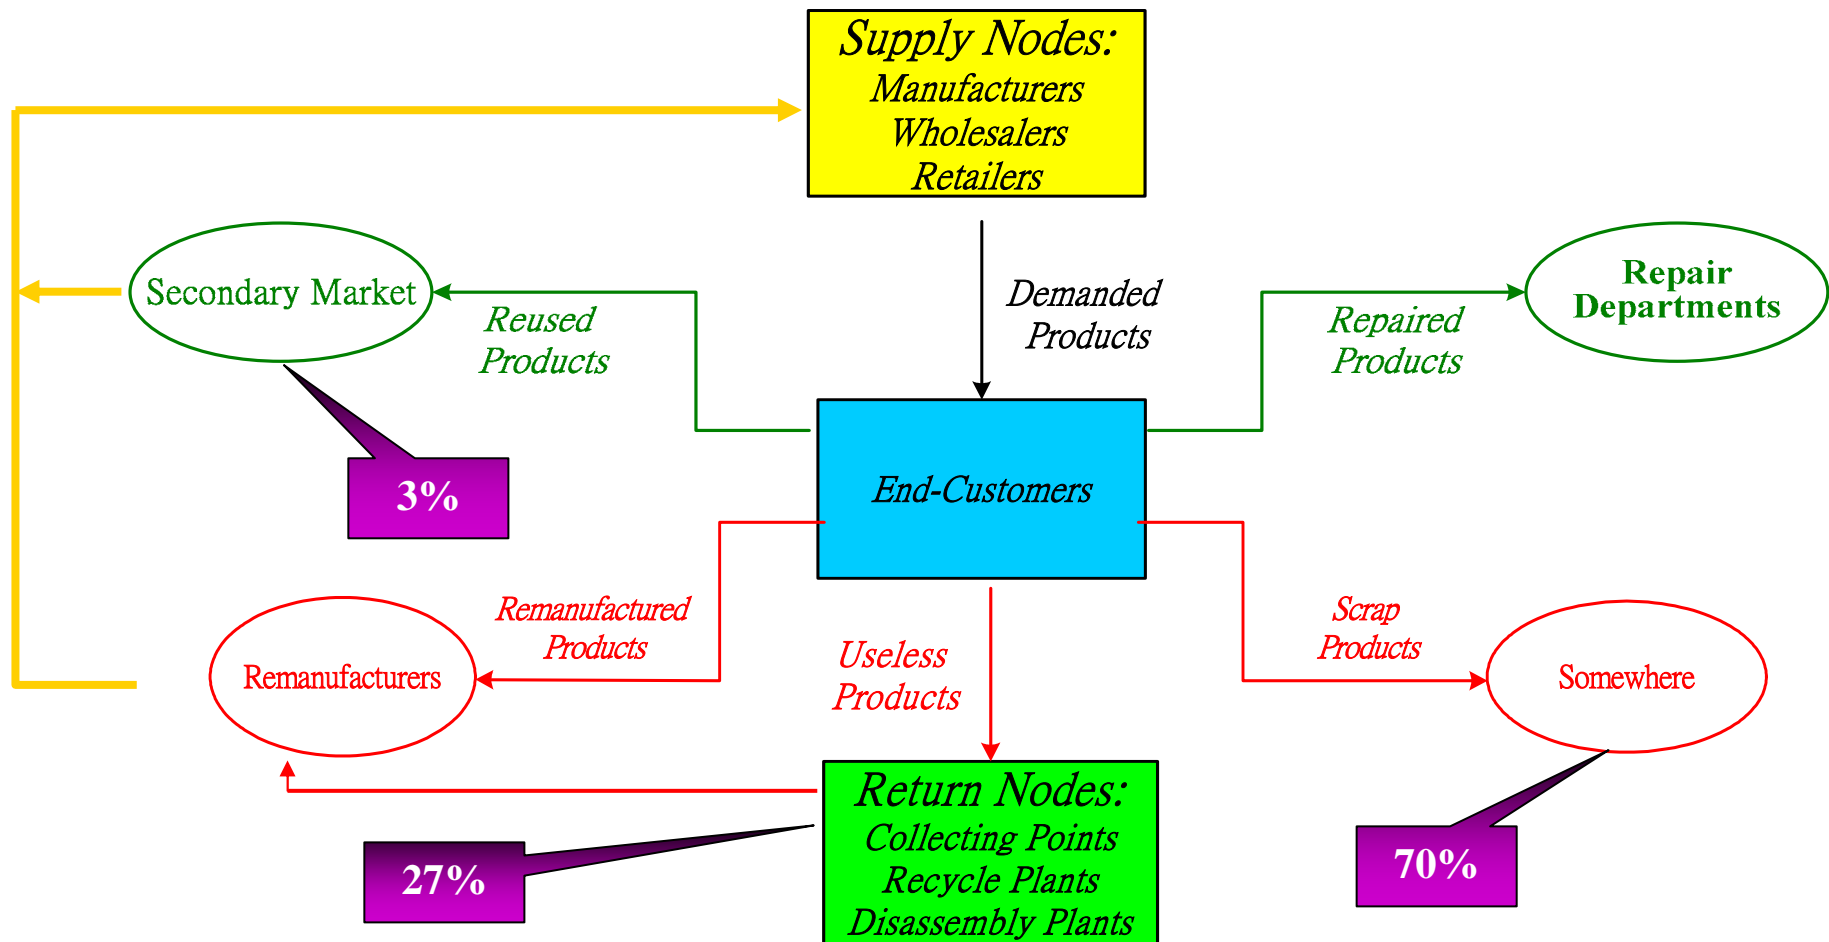 Supply Nodes:
Manufacturers
Wholesalers
Retailers
Secondary Market
Reused
Products
Demanded
Products
Repaired
Products
Repair
Departments
3%
End-Customers
Remanufactured
Products
Remanufacturers
Useless
Products
Scrap
Products
Somewhere
Return Nodes:
Collecting Points
Recycle Plants
Disassembly Plants
27%
70%